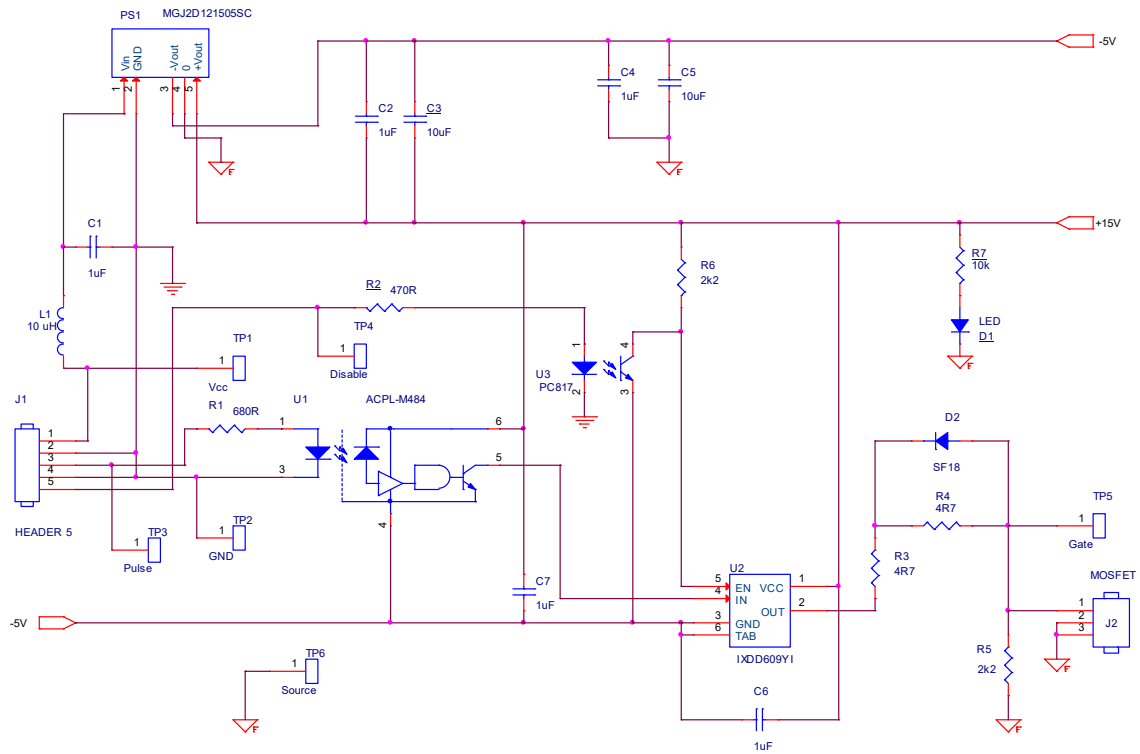 PS1 MGJ2D121505SC
Vin
GND
-Vout
0
+Vout
1
2
3
4
5
-5V
C2
1uF
C3
10uF
C4
1uF
C5
10uF
F
F
+15V
C1
1uF
R6
2k2
R7
10k
LED
D1
F
L1
10 uH
R2 470R
TP4
1
Disable
TP1
1
Vcc
1
2
U3
PC817
4
3
J1
1
2
3
4
5
HEADER 5
R1 680R
U1 ACPL-M484
1
3
6
5
4
TP3
1
Pulse
TP2
1
GND
D2
SF18
R4
4R7
R3
4R7
TP5
1
Gate
C7
1uF
U2
5 EN VCC 1
4 IN
OUT 2
3 GND
6 TAB
IXDD609YI
MOSFET
1
2
3
J2
F
R5
2k2
F
-5V
TP6
1
Source
F
C6
1uF